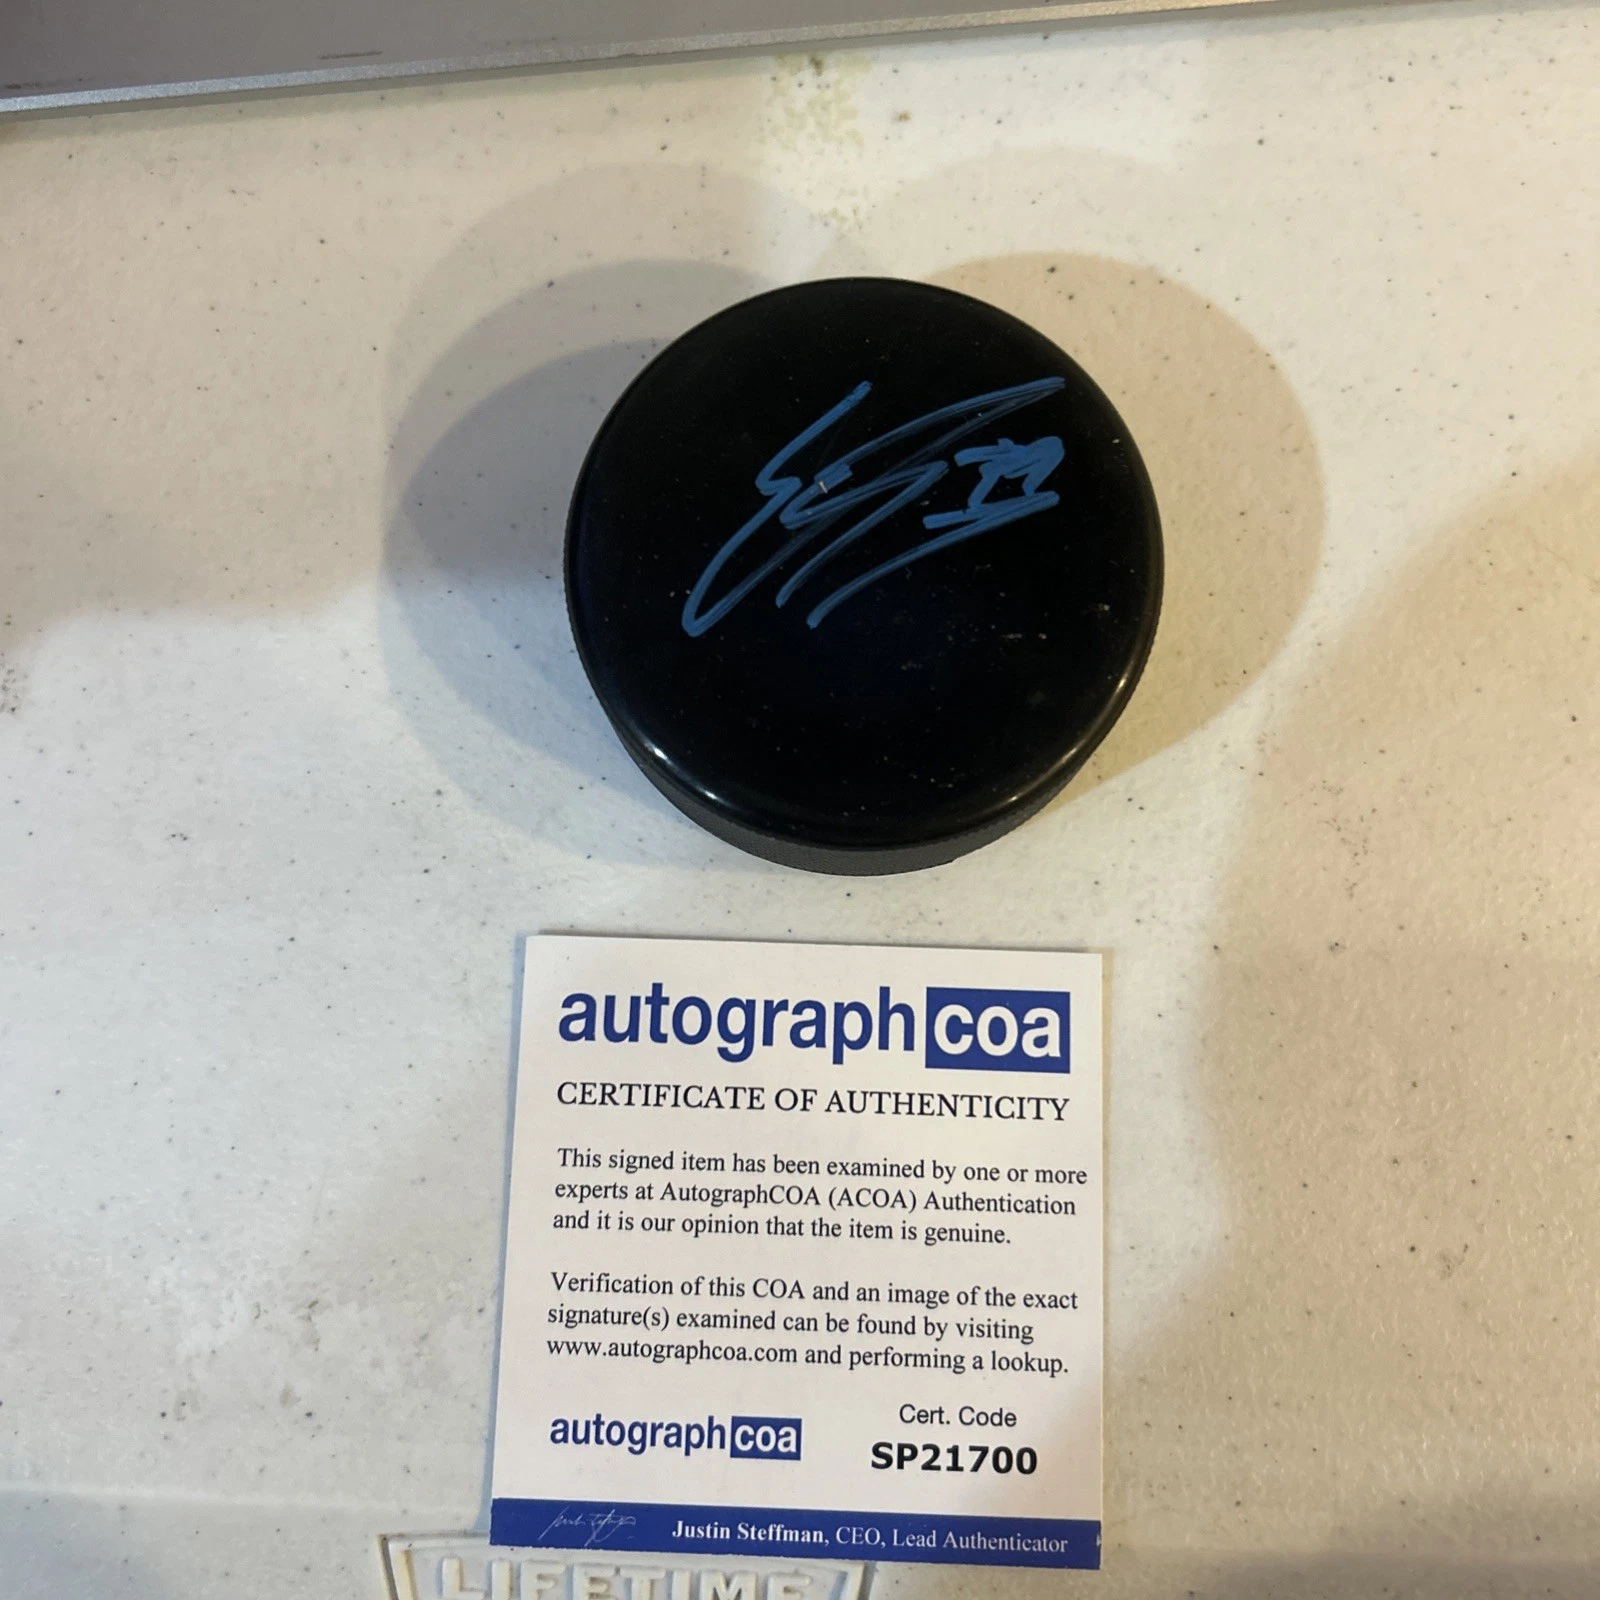 autographcoa
CERTIFICATE OF AUTHENTICITY
This signed item has been examined by one or more
experts at AutographCOA (ACOA) Authentication
and it is our opinion that the item is genuine.
Verification of this COA and an image of the exact
signature(s) examined can be found by visiting
www.autographcoa.com and performing a lookup.
Cert. Code
autographcoa
SP21700
Justin Steffman, CEO, Lead Authenticator
LIFETIME